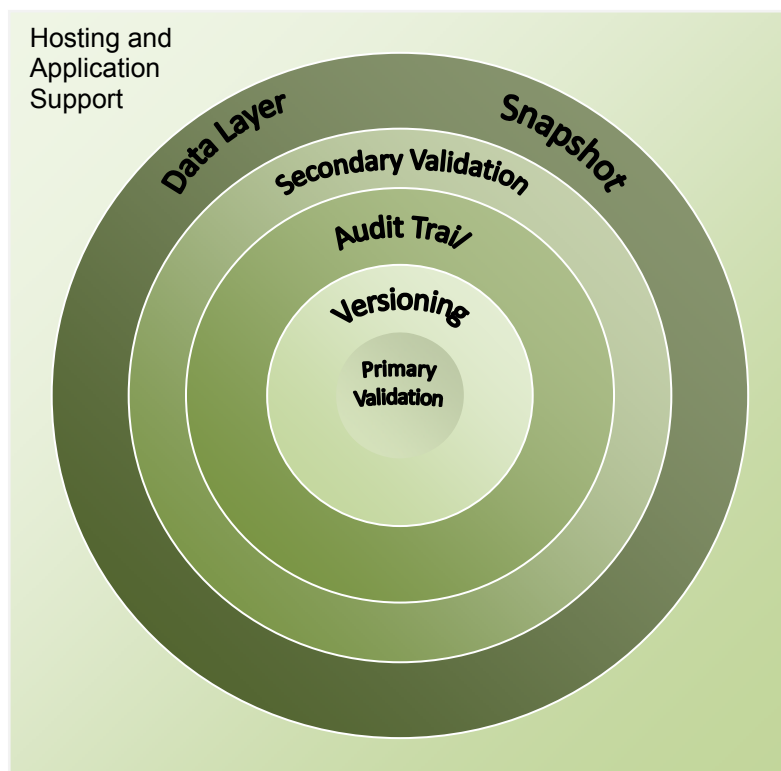 Hosting and
Application
Support
Data Layer
Snapshot
Secondary Validation
Audit Trail
Versioning
Primary
Validation